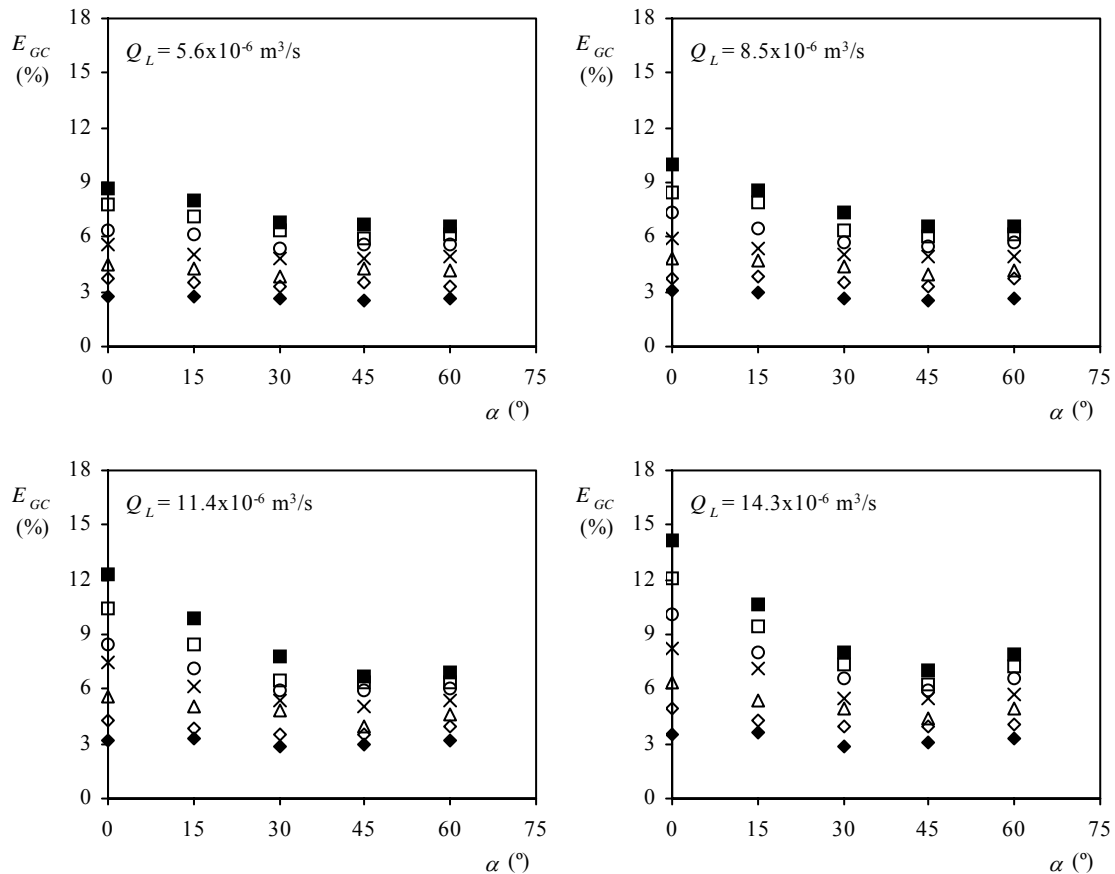 18
15
12
9
6
3
0
E GC
(%)
Q L = 5.6x10-6 m3/s
0 15 30 45 60 75
α (º)
18
15
12
9
6
3
0
E GC
(%)
Q L = 8.5x10-6 m3/s
0 15 30 45 60 75
α (º)
18
15
12
9
6
3
0
E GC
(%)
Q L = 11.4x10-6 m3/s
0 15 30 45 60 75
α (º)
18
15
12
9
6
3
0
E GC
(%)
Q L = 14.3x10-6 m3/s
0 15 30 45 60 75
α (º)